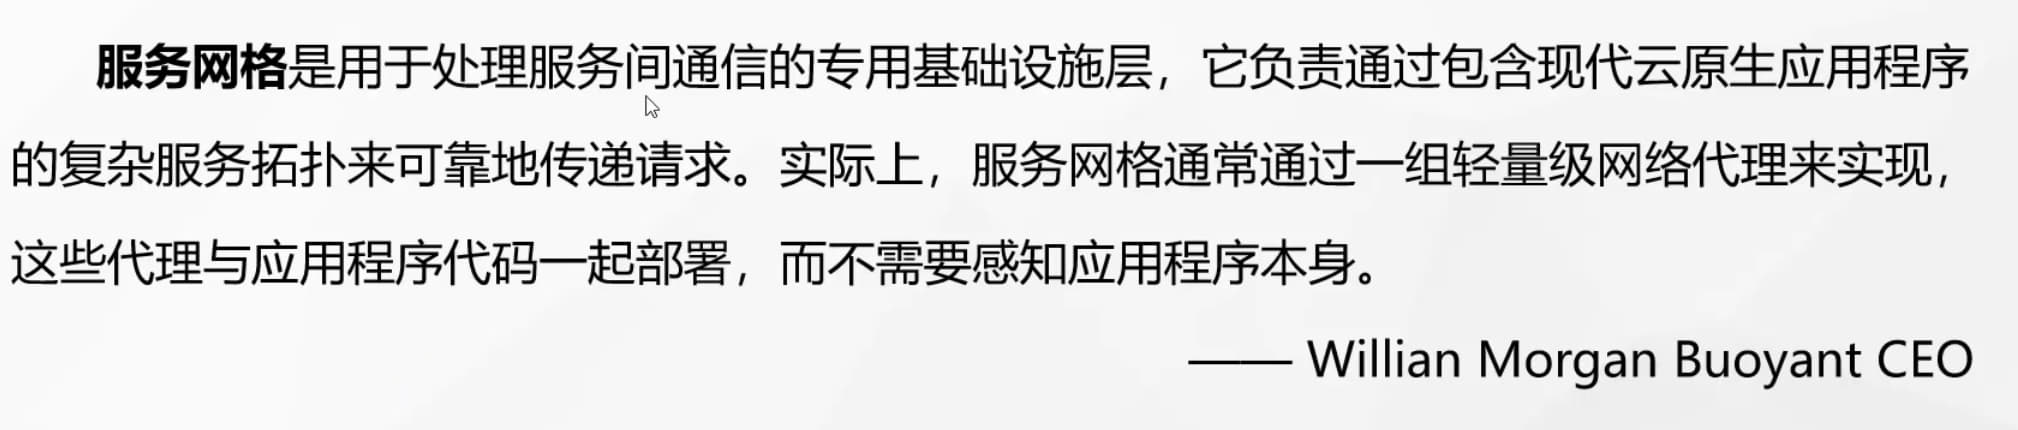 服务网格是用于处理服务间通信的专用基础设施层，它负责通过包含现代云原生应用程序
的复杂服务拓扑来可靠地传递请求。实际上，服务网格通常通过一组轻量级网络代理来实现，
这些代理与应用程序代码一起部署，而不需要感知应用程序本身。
—— Willian Morgan Buoyant CEO